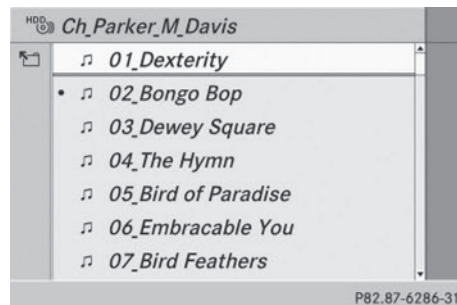 HDD Ch_Parker_M_Davis
01_Dexterity
02_Bongo Bop
03_Dewey Square
04_The Hymn
05_Bird of Paradise
06_Embracable You
07_Bird Feathers
P82.87-6286-31